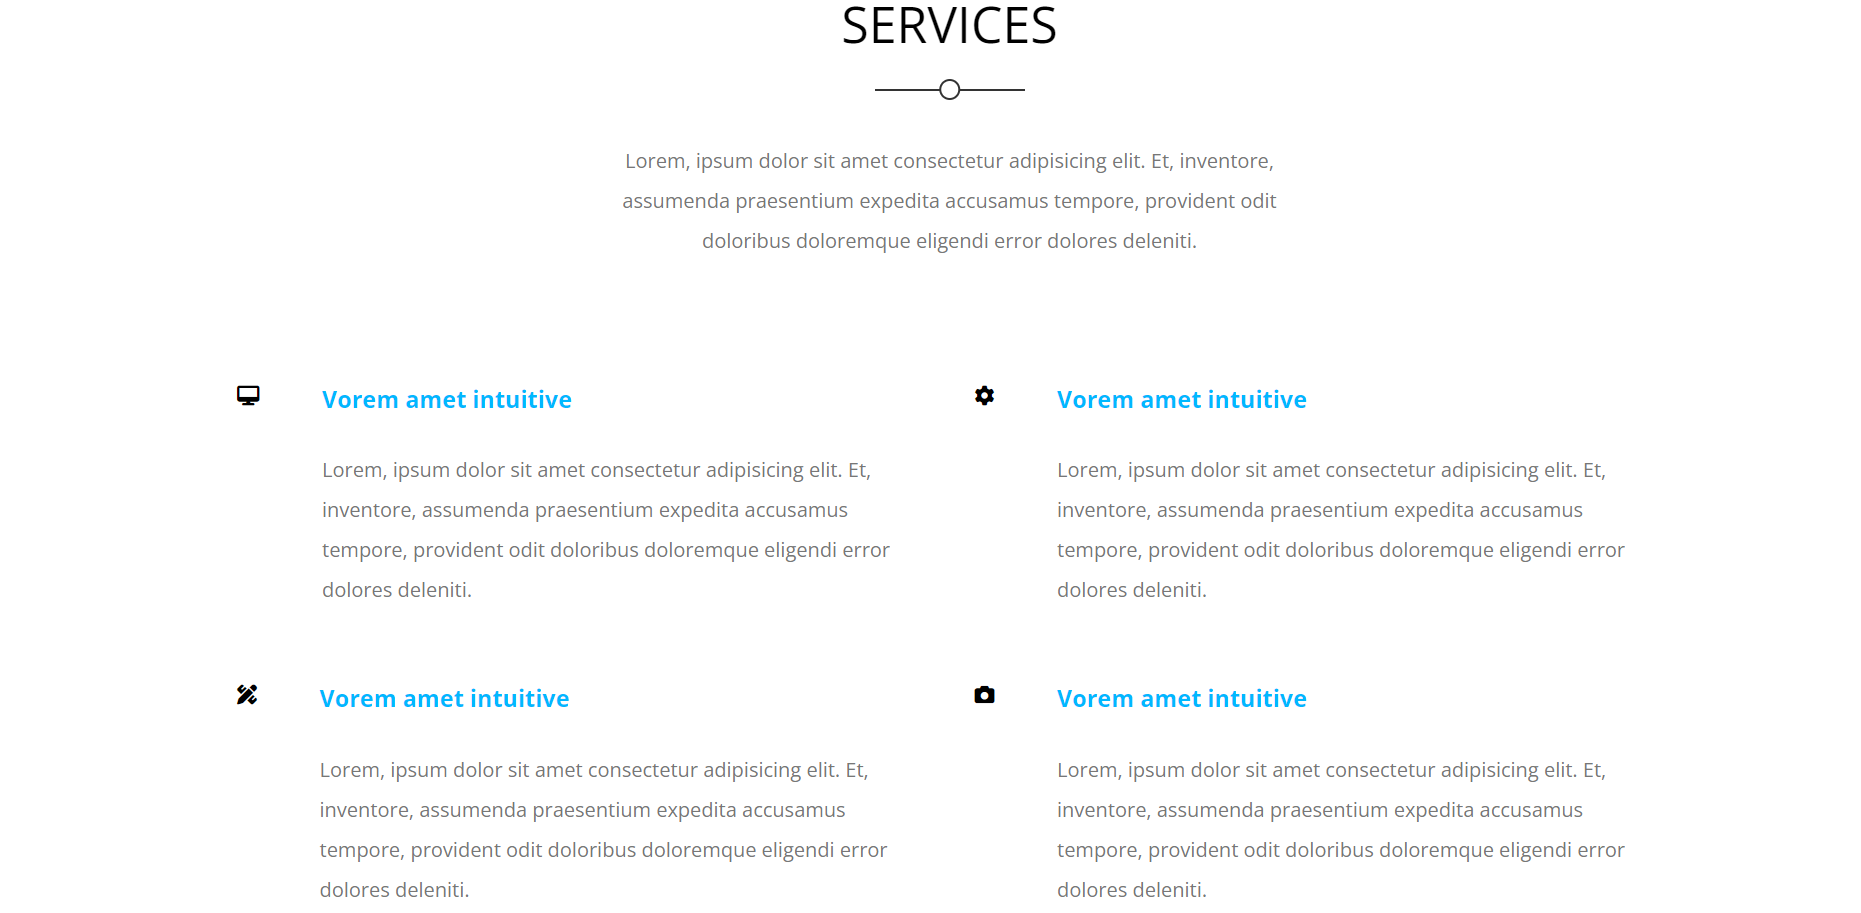 SERVICES
Lorem, ipsum dolor sit amet consectetur adipisicing elit. Et, inventore,
assumenda praesentium expedita accusamus tempore, provident odit
doloribus doloremque eligendi error dolores deleniti.
Vorem amet intuitive
Lorem, ipsum dolor sit amet consectetur adipisicing elit. Et,
inventore, assumenda praesentium expedita accusamus
tempore, provident odit doloribus doloremque eligendi error
dolores deleniti.
Vorem amet intuitive
Lorem, ipsum dolor sit amet consectetur adipisicing elit. Et,
inventore, assumenda praesentium expedita accusamus
tempore, provident odit doloribus doloremque eligendi error
dolores deleniti.
Vorem amet intuitive
Lorem, ipsum dolor sit amet consectetur adipisicing elit. Et,
inventore, assumenda praesentium expedita accusamus
tempore, provident odit doloribus doloremque eligendi error
dolores deleniti.
Vorem amet intuitive
Lorem, ipsum dolor sit amet consectetur adipisicing elit. Et,
inventore, assumenda praesentium expedita accusamus
tempore, provident odit doloribus doloremque eligendi error
dolores deleniti.